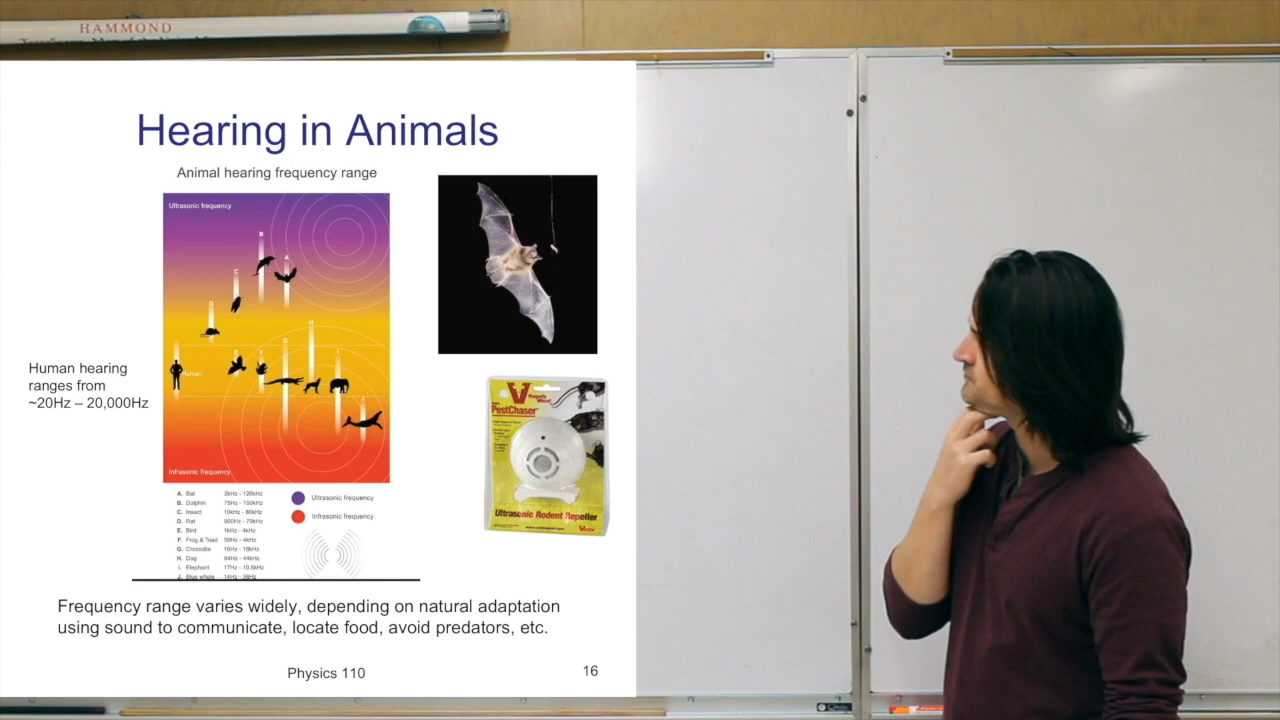 HAMMOND
Hearing in Animals
Animal hearing frequency range
Ultrasonic frequency
B
A
C
D
H
G
E
F
I
Human
J
Infrasonic frequency
Human hearing
ranges from
~20Hz – 20,000Hz
A. Bat 2kHz - 120kHz
B. Dolphin 75Hz - 150kHz
C. Insect 10kHz - 80kHz
D. Rat 900Hz - 79kHz
E. Bird 1kHz - 4kHz
F. Frog & Toad 50Hz - 4kHz
G. Crocodile 16Hz - 18kHz
H. Dog 64Hz - 44kHz
I. Elephant 17Hz - 10.5kHz
J. Blue whale 14Hz - 36Hz
Ultrasonic frequency
Infrasonic frequency
V
PestChaser
Ultrasonic Rodent Repeller
Frequency range varies widely, depending on natural adaptation
using sound to communicate, locate food, avoid predators, etc.
Physics 110
16